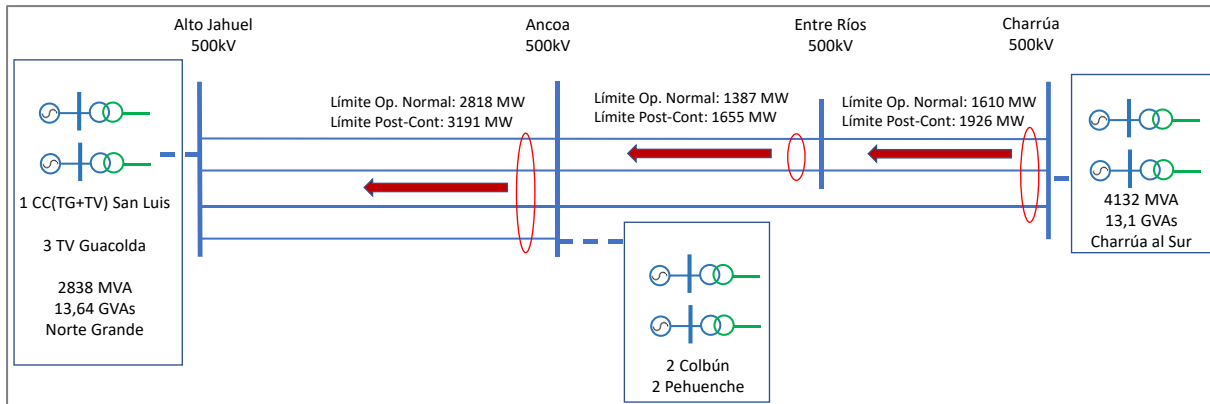 Alto Jahuel
500kV
Ancoa
500kV
Entre Ríos
500kV
Charrúa
500kV
Límite Op. Normal: 2818 MW
Límite Post-Cont: 3191 MW
Límite Op. Normal: 1387 MW
Límite Post-Cont: 1655 MW
Límite Op. Normal: 1610 MW
Límite Post-Cont: 1926 MW
1 CC(TG+TV) San Luis
3 TV Guacolda
2838 MVA
13,64 GVAs
Norte Grande
2 Colbún
2 Pehuenche
4132 MVA
13,1 GVAs
Charrúa al Sur